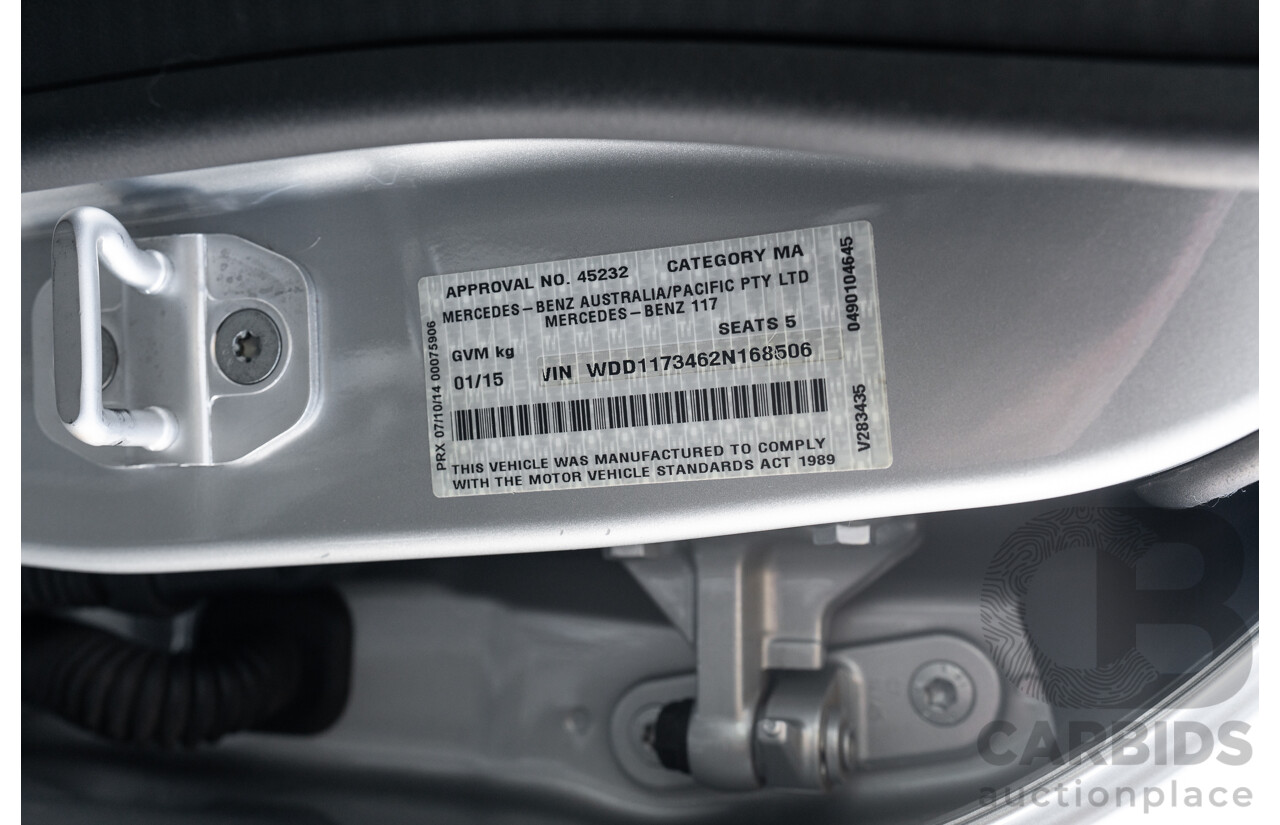 APPROVAL NO. 45232 CATEGORY MA
MERCEDES-BENZ AUSTRALIA/PACIFIC PTY LTD
MERCEDES-BENZ 117
SEATS 5
GVM kg
01/15 VIN WDD1173462N168506
THIS VEHICLE WAS MANUFACTURED TO COMPLY
WITH THE MOTOR VEHICLE STANDARDS ACT 1989
PRX 07/10/14 00075906
0490104645
V283435
CB
CARBIDS
auctionplace